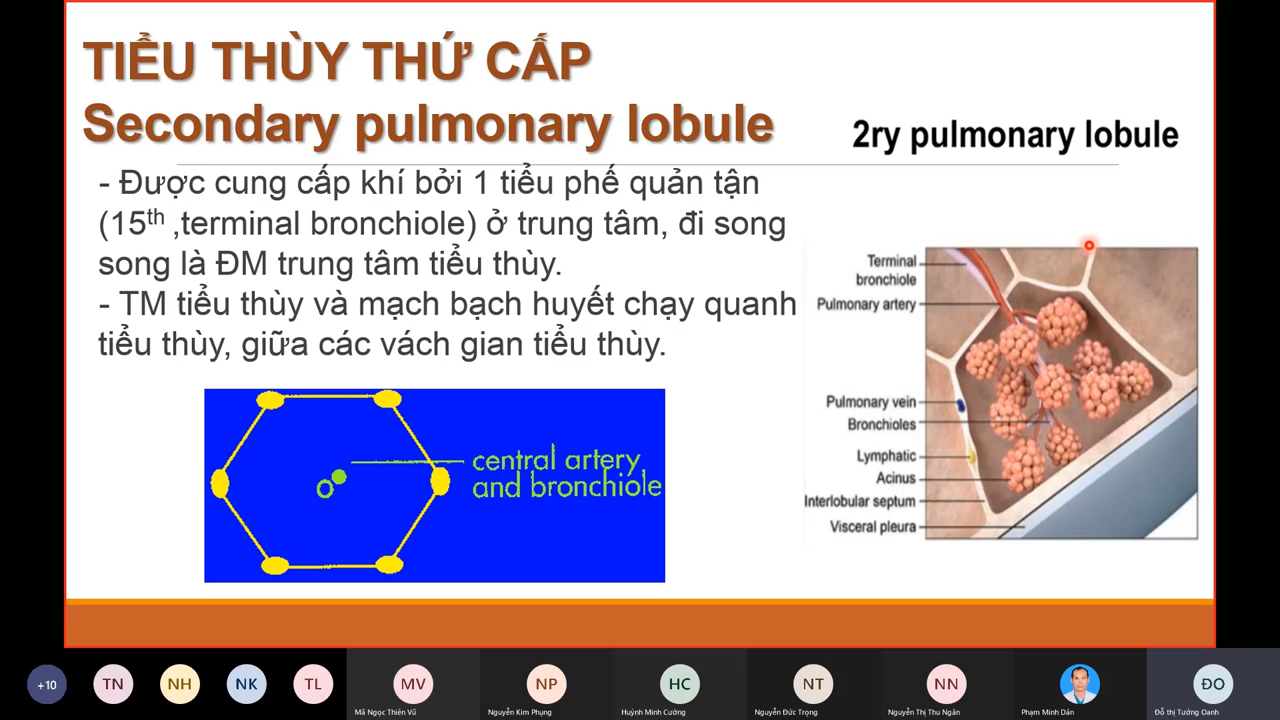 TIỂU THÙY THỨ CẤP
Secondary pulmonary lobule
2ry pulmonary lobule
- Được cung cấp khí bởi 1 tiểu phế quản tận
(15th ,terminal bronchiole) ở trung tâm, đi song
song là ĐM trung tâm tiểu thùy.
- TM tiểu thùy và mạch bạch huyết chạy quanh
tiểu thùy, giữa các vách gian tiểu thùy.
central artery
and bronchiole
Terminal
bronchiole
Pulmonary artery
Pulmonary vein
Bronchioles
Lymphatic
Acinus
Interlobular septum
Visceral pleura
+10
TN
NH
NK
TL
MV
NP
HC
NT
NN
ĐO
Mã Ngọc Thiên Vũ
Nguyễn Kim Phụng
Huỳnh Minh Cường
Nguyễn Đức Trọng
Nguyễn Thị Thu Ngân
Phạm Minh Dân
Đỗ thị Tường Oanh